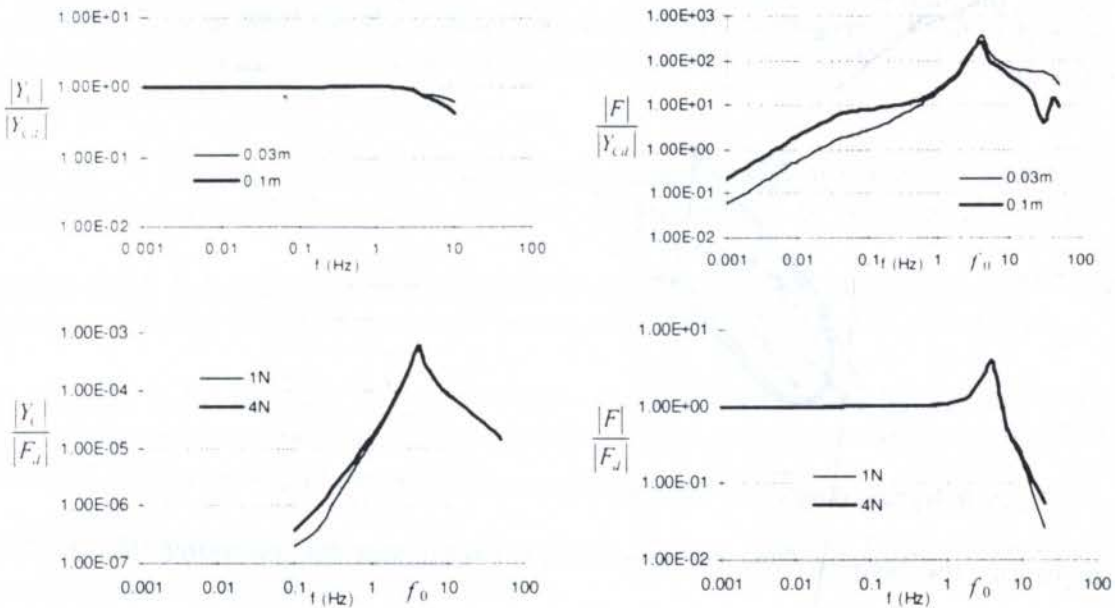 1.00E+01
1.00E+00
1.00E-01
1.00E-02
|Y_c|
|Y_{c,d}|
0.03m
0.1m
0.001 0.01 0.1 1 10 100
f (Hz)
1.00E+03
1.00E+02
1.00E+01
1.00E+00
1.00E-01
1.00E-02
|F|
|Y_{Cd}|
0.03m
0.1m
0.001 0.01 0.1 1 f_0 10 100
f (Hz)
1.00E-03
1.00E-04
1.00E-05
1.00E-06
1.00E-07
|Y_c|
|F_d|
1N
4N
0.001 0.01 0.1 1 f_0 10 100
f (Hz)
1.00E+01
1.00E+00
1.00E-01
1.00E-02
|F|
|F_d|
1N
4N
0.001 0.01 0.1 1 f_0 10 100
f (Hz)